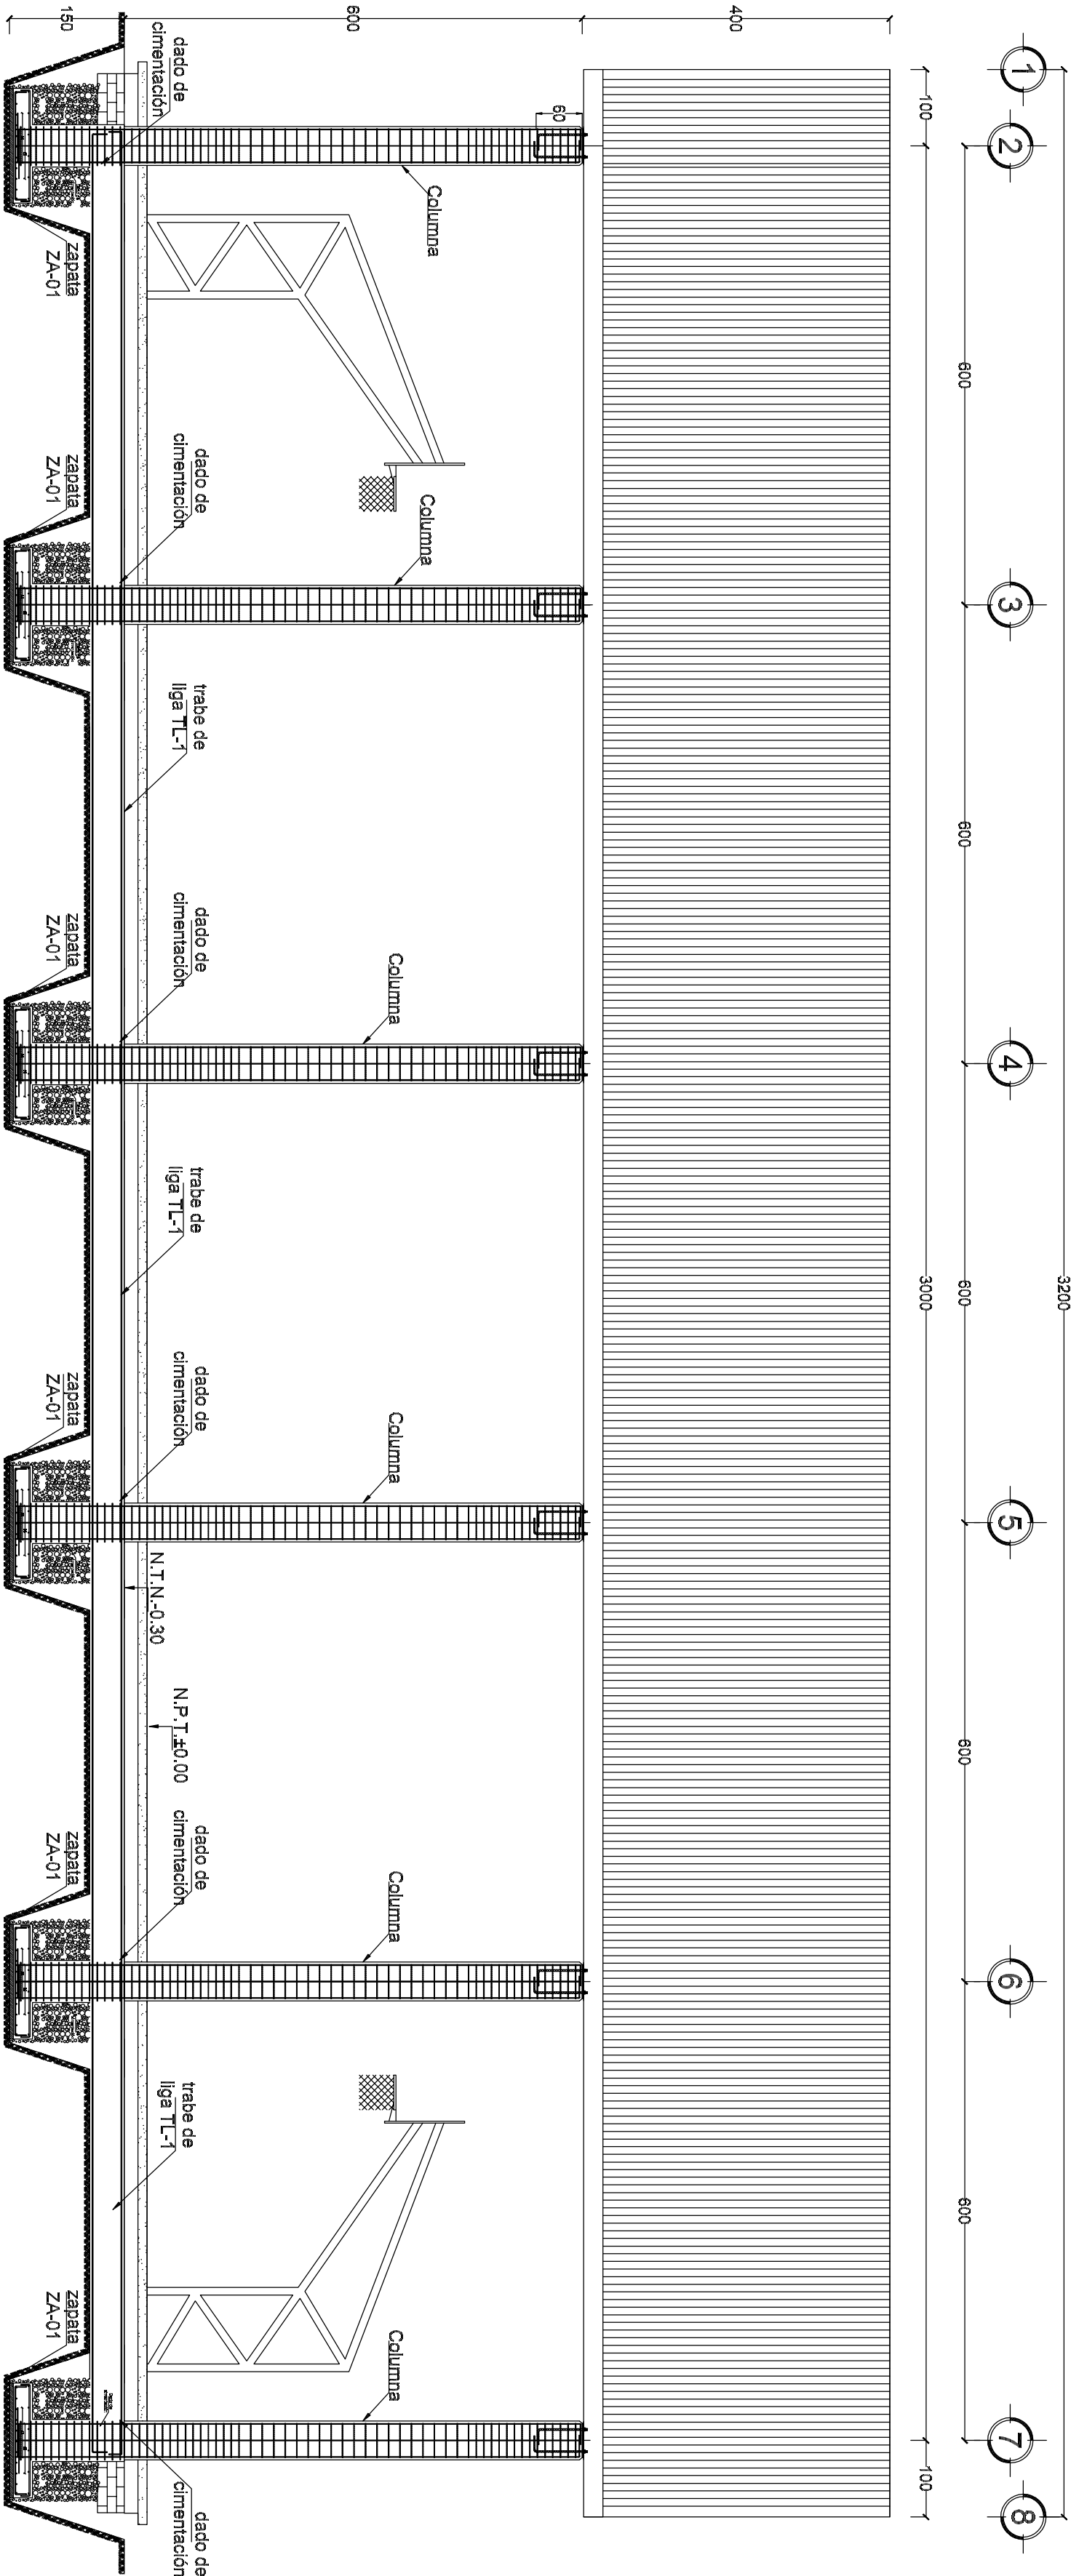 1
2
3
4
5
6
7
8
3200
100
3000
100
600
600
600
600
600
400
600
150
60
Columna
Columna
Columna
Columna
Columna
Columna
dado de
cimentación
dado de
cimentación
dado de
cimentación
dado de
cimentación
dado de
cimentación
dado de
cimentación
trabe de
liga TL-1
trabe de
liga TL-1
trabe de
liga TL-1
N.T.N.-0.30
N.P.T.±0.00
zapata
ZA-01
zapata
ZA-01
zapata
ZA-01
zapata
ZA-01
zapata
ZA-01
zapata
ZA-01